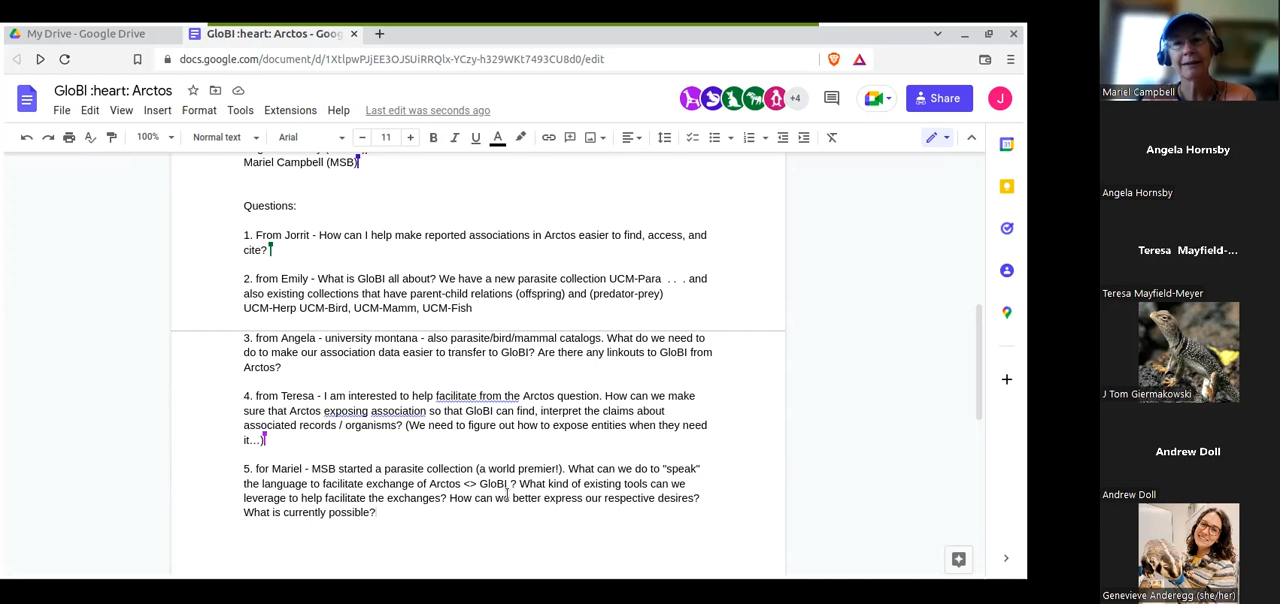 My Drive - Google Drive
GloBI :heart: Arctos - Goog
docs.google.com/document/d/1XtlpwPJjEE3OJSUiRRQlx-YCzy-h329WKt7493CU8d0/edit
GloBI :heart: Arctos
File Edit View Insert Format Tools Extensions Help Last edit was seconds ago
+4
Share
J
100% Normal text Arial 11 B I U A
Mariel Campbell (MSB)
Questions:
1. From Jorrit - How can I help make reported associations in Arctos easier to find, access, and
cite?
2. from Emily - What is GloBI all about? We have a new parasite collection UCM-Para . . . and
also existing collections that have parent-child relations (offspring) and (predator-prey)
UCM-Herp UCM-Bird, UCM-Mamm, UCM-Fish
3. from Angela - university montana - also parasite/bird/mammal catalogs. What do we need to
do to make our association data easier to transfer to GloBI? Are there any linkouts to GloBI from
Arctos?
4. from Teresa - I am interested to help facilitate from the Arctos question. How can we make
sure that Arctos exposing association so that GloBI can find, interpret the claims about
associated records / organisms? (We need to figure out how to expose entities when they need
it…)
5. for Mariel - MSB started a parasite collection (a world premier!). What can we do to "speak"
the language to facilitate exchange of Arctos <> GloBI ? What kind of existing tools can we
leverage to help facilitate the exchanges? How can we better express our respective desires?
What is currently possible?
Mariel Campbell
Angela Hornsby
Angela Hornsby
Teresa Mayfield-...
Teresa Mayfield-Meyer
J Tom Giermakowski
Andrew Doll
Andrew Doll
Genevieve Anderegg (she/her)